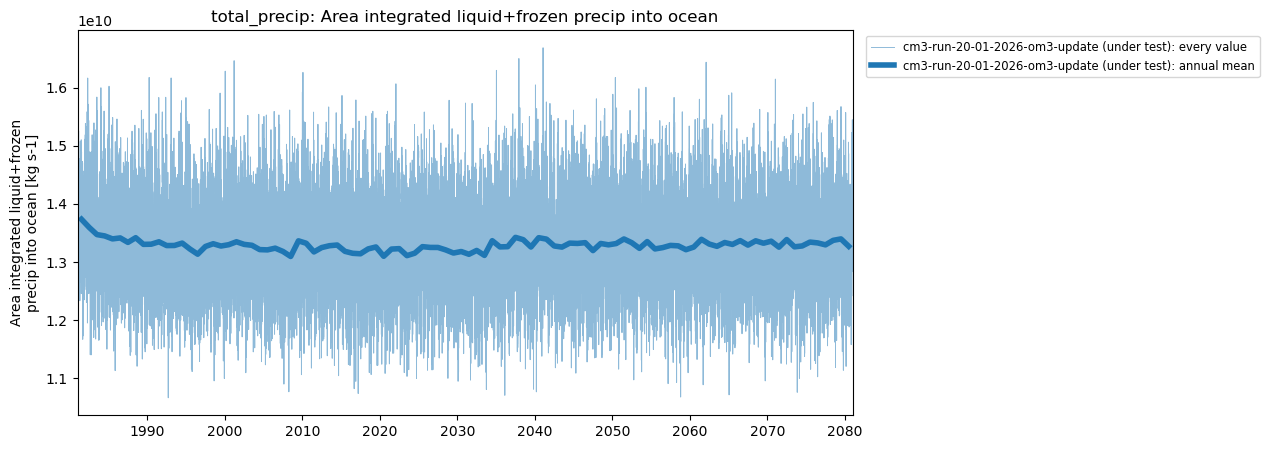 total_precip: Area integrated liquid+frozen precip into ocean
1e10
cm3-run-20-01-2026-om3-update (under test): every value
cm3-run-20-01-2026-om3-update (under test): annual mean
Area integrated liquid+frozen
precip into ocean [Kg s-1]
1.6
1.5
1.4
1.3
1.2
1.1
1990 2000 2010 2020 2030 2040 2050 2060 2070 2080